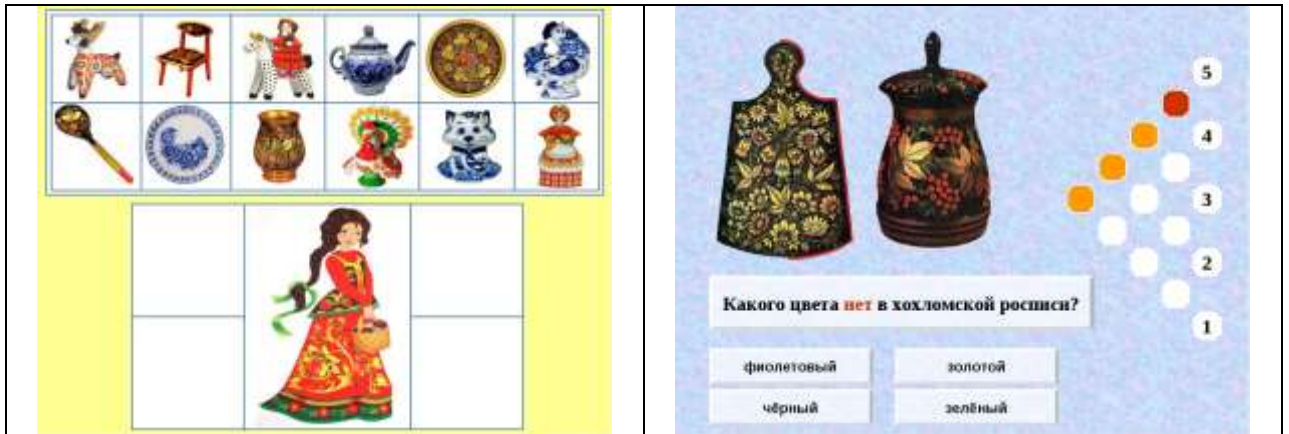 5
4
3
Какого цвета нет в хохломской росписи?
2
1
фиолетовый
золотой
чёрный
зелёный